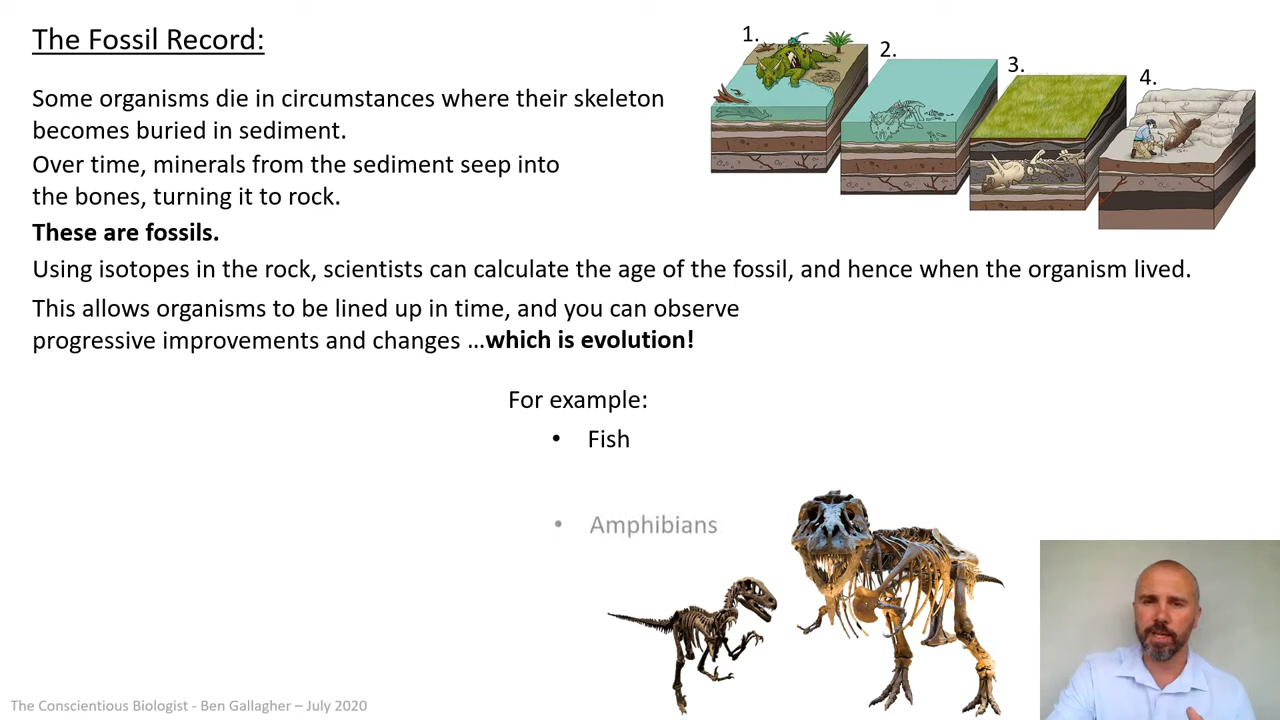 The Fossil Record:
1.
2.
3.
4.
Some organisms die in circumstances where their skeleton
becomes buried in sediment.
Over time, minerals from the sediment seep into
the bones, turning it to rock.
These are fossils.
Using isotopes in the rock, scientists can calculate the age of the fossil, and hence when the organism lived.
This allows organisms to be lined up in time, and you can observe
progressive improvements and changes ...which is evolution!
For example:
• Fish
• Amphibians
The Conscientious Biologist - Ben Gallagher – July 2020